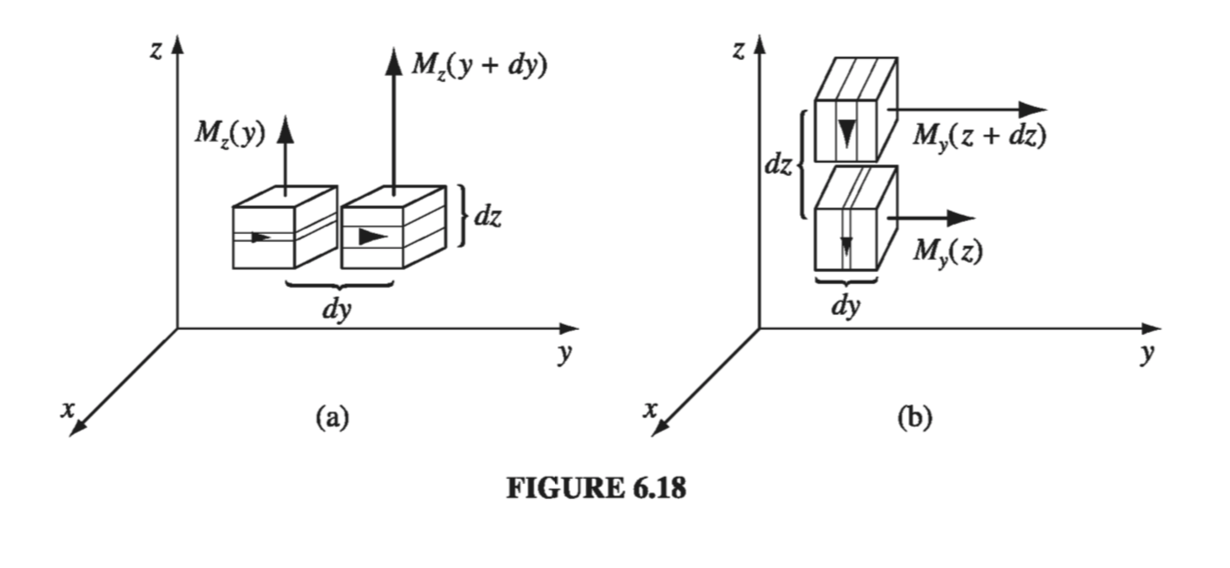 z
M_z(y)
M_z(y + dy)
dz
dy
y
x
(a)
z
M_y(z + dz)
dz
M_y(z)
dy
y
x
(b)
FIGURE 6.18